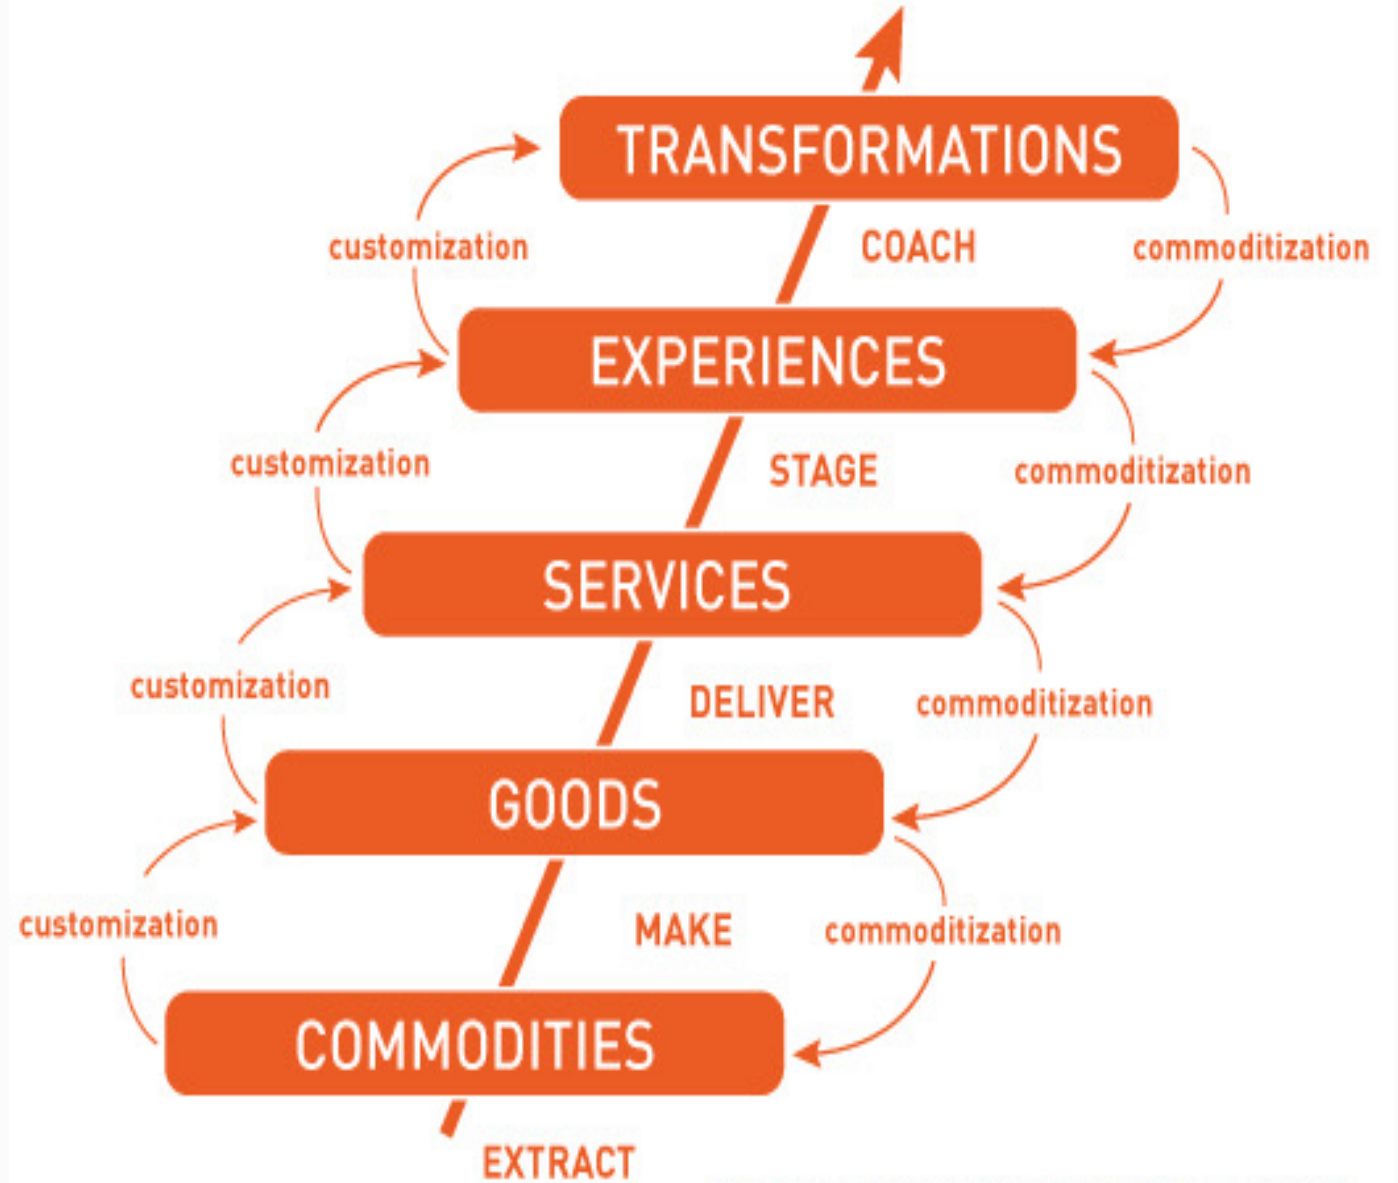 TRANSFORMATIONS
customization
COACH
commoditization
EXPERIENCES
customization
STAGE
commoditization
SERVICES
customization
DELIVER
commoditization
GOODS
customization
MAKE
commoditization
COMMODITIES
EXTRACT